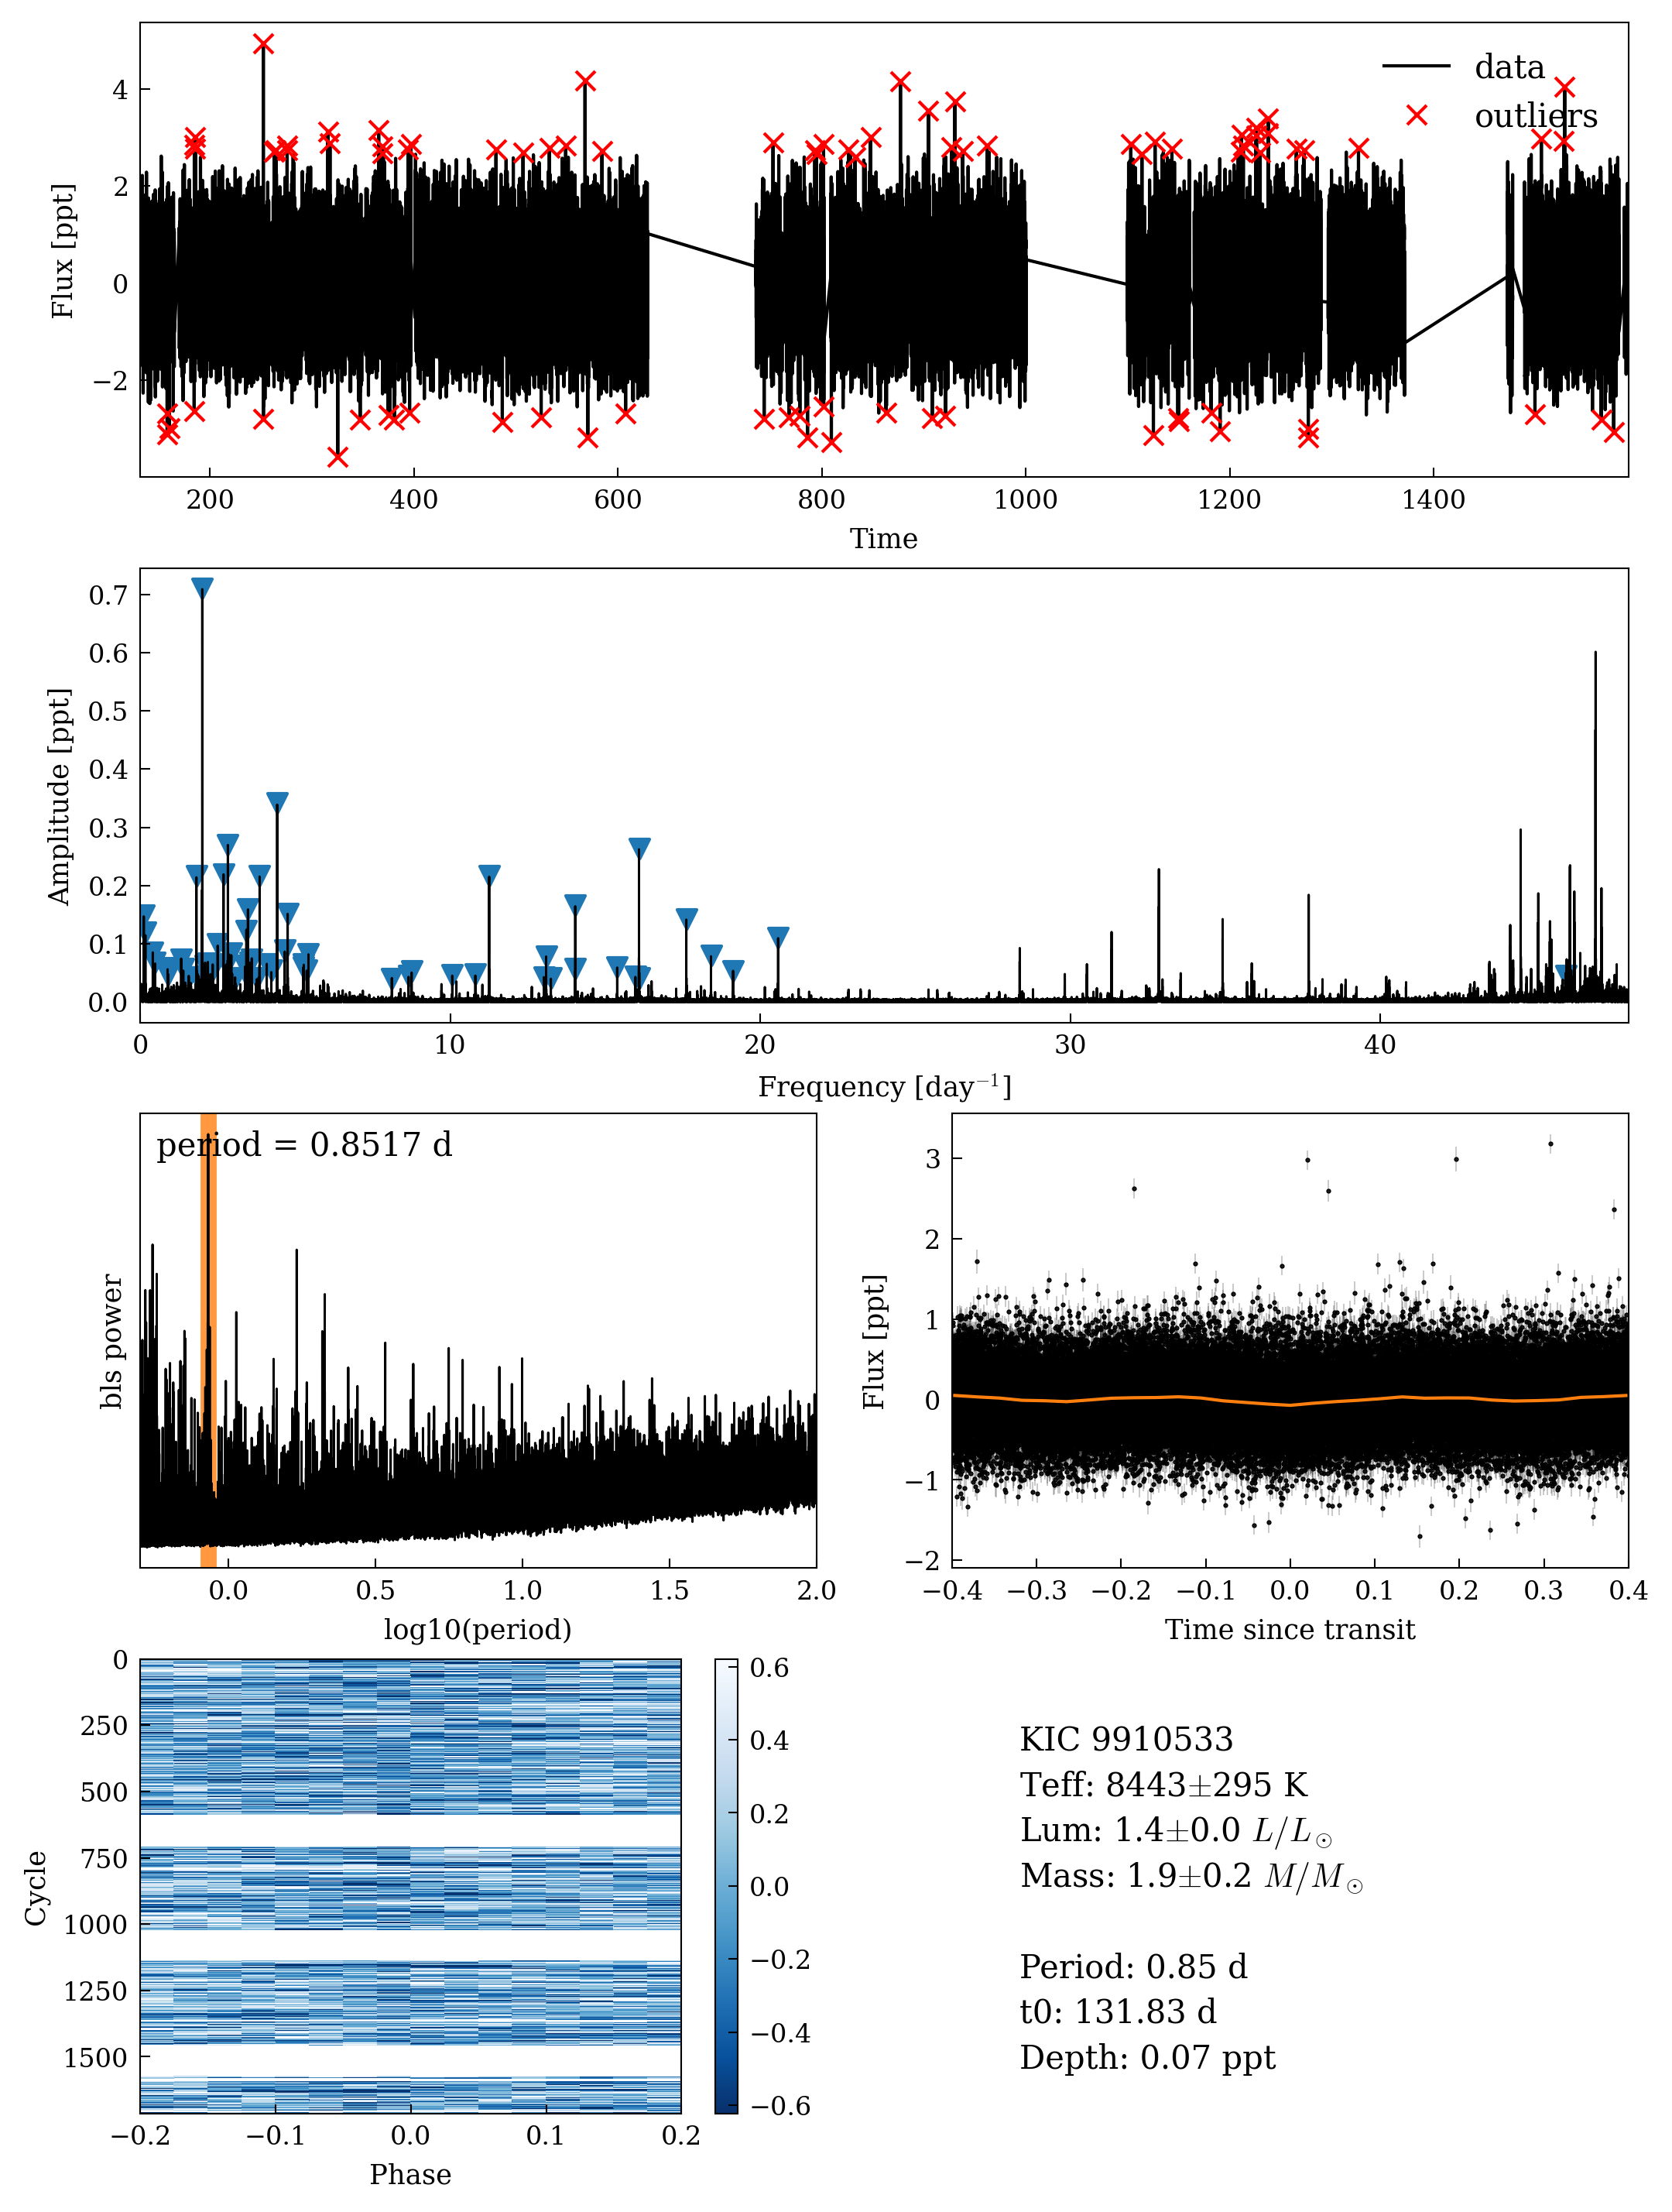 data
outliers
4
2
0
−2
Flux [ppt]
200 400 600 800 1000 1200 1400
Time
0.7
0.6
0.5
0.4
0.3
0.2
0.1
0.0
Amplitude [ppt]
0 10 20 30 40
Frequency [day⁻¹]
period = 0.8517 d
bls power
0.0 0.5 1.0 1.5 2.0
log10(period)
3
2
1
0
−1
−2
Flux [ppt]
−0.4 −0.3 −0.2 −0.1 0.0 0.1 0.2 0.3 0.4
Time since transit
0
250
500
750
1000
1250
1500
Cycle
−0.2 −0.1 0.0 0.1 0.2
Phase
0.6
0.4
0.2
0.0
−0.2
−0.4
−0.6
KIC 9910533
Teff: 8443±295 K
Lum: 1.4±0.0 L/L☉
Mass: 1.9±0.2 M/M☉
Period: 0.85 d
t0: 131.83 d
Depth: 0.07 ppt